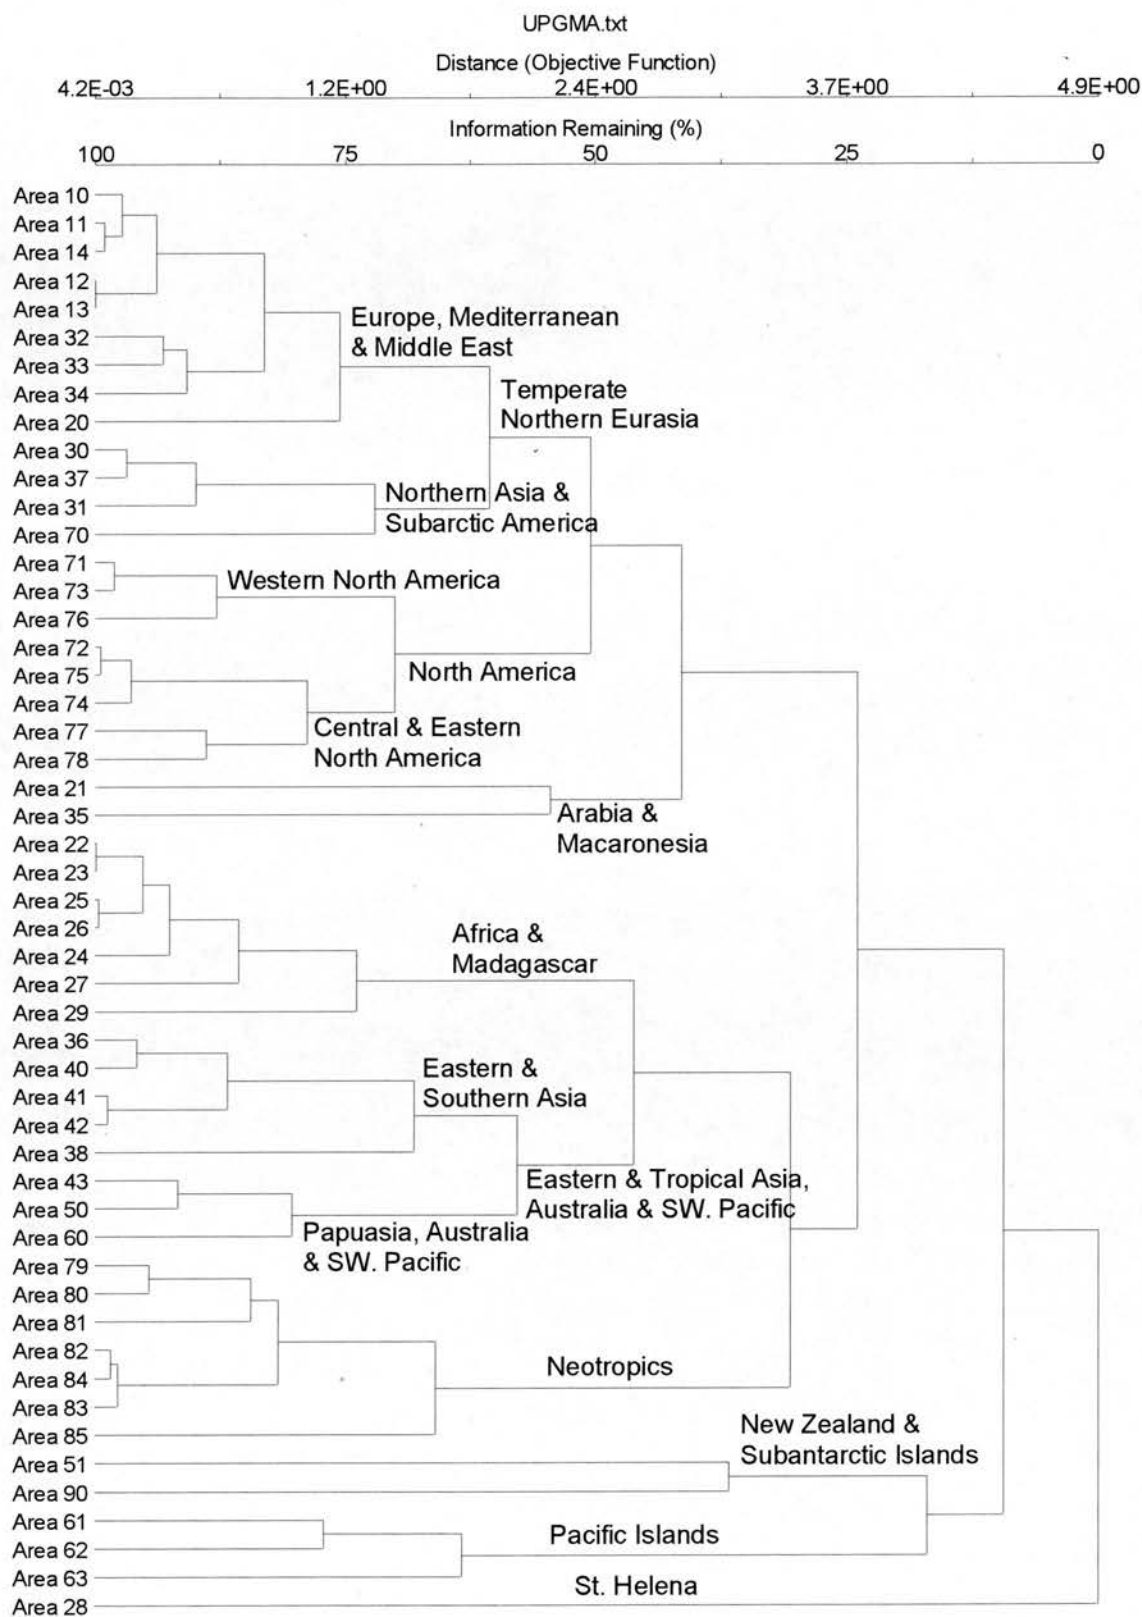 UPGMA.txt
Distance (Objective Function)
4.2E-03 1.2E+00 2.4E+00 3.7E+00 4.9E+00
Information Remaining (%)
100 75 50 25 0
Area 10
Area 11
Area 14
Area 12
Area 13
Europe, Mediterranean
Area 32
& Middle East
Area 33
Temperate
Area 34
Northern Eurasia
Area 20
Area 30
Area 37
Northern Asia &
Area 31
Subarctic America
Area 70
Area 71
Western North America
Area 73
Area 76
Area 72
North America
Area 75
Area 74
Central & Eastern
Area 77
North America
Area 78
Area 21
Arabia &
Area 35
Macaronesia
Area 22
Area 23
Area 25
Area 26
Africa &
Area 24
Madagascar
Area 27
Area 29
Area 36
Eastern &
Area 40
Southern Asia
Area 41
Area 42
Area 38
Eastern & Tropical Asia,
Area 43
Australia & SW. Pacific
Area 50
Papuasia, Australia
Area 60
& SW. Pacific
Area 79
Area 80
Area 81
Area 82
Neotropics
Area 84
Area 83
New Zealand &
Area 85
Subantarctic Islands
Area 51
Area 90
Area 61
Pacific Islands
Area 62
Area 63
St. Helena
Area 28